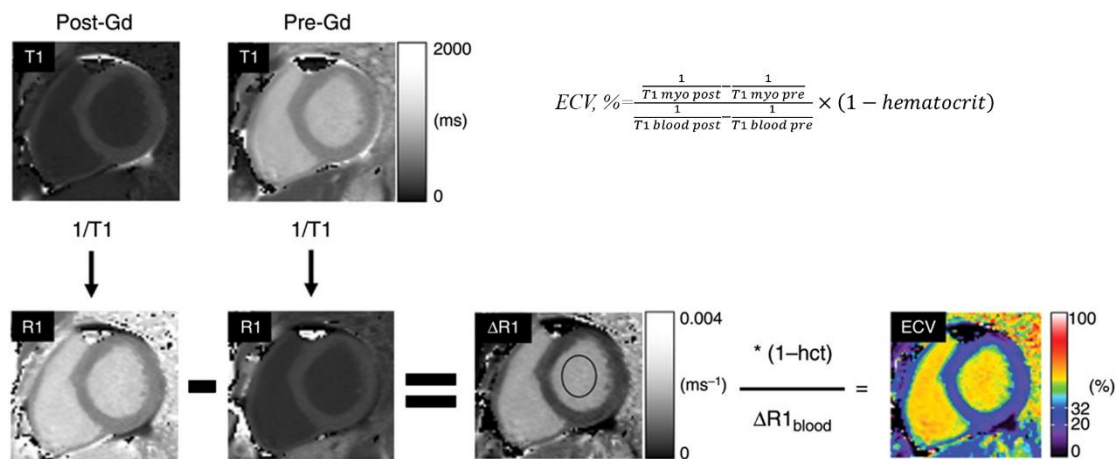 Post-Gd Pre-Gd
T1 T1 2000
(ms)
0
ECV, %= (1/T1 myo post − 1/T1 myo pre) / (1/T1 blood post − 1/T1 blood pre) × (1 − hematocrit)
1/T1 1/T1
R1 - R1 = ΔR1 0.004
(ms⁻¹)
0
* (1–hct)
ΔR1blood
=
ECV 100
(%)
32
20
0